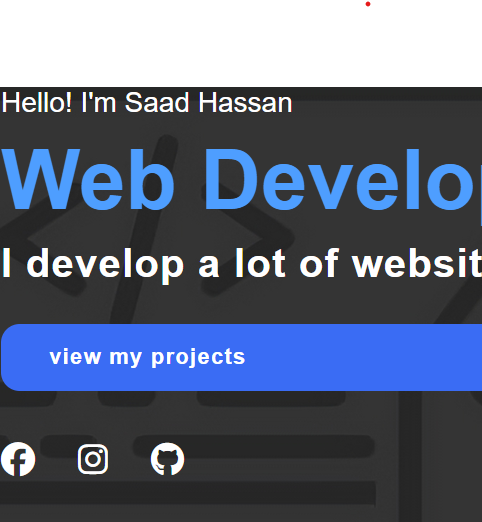 Hello! I'm Saad Hassan
Web Develo
I develop a lot of websit
view my projects